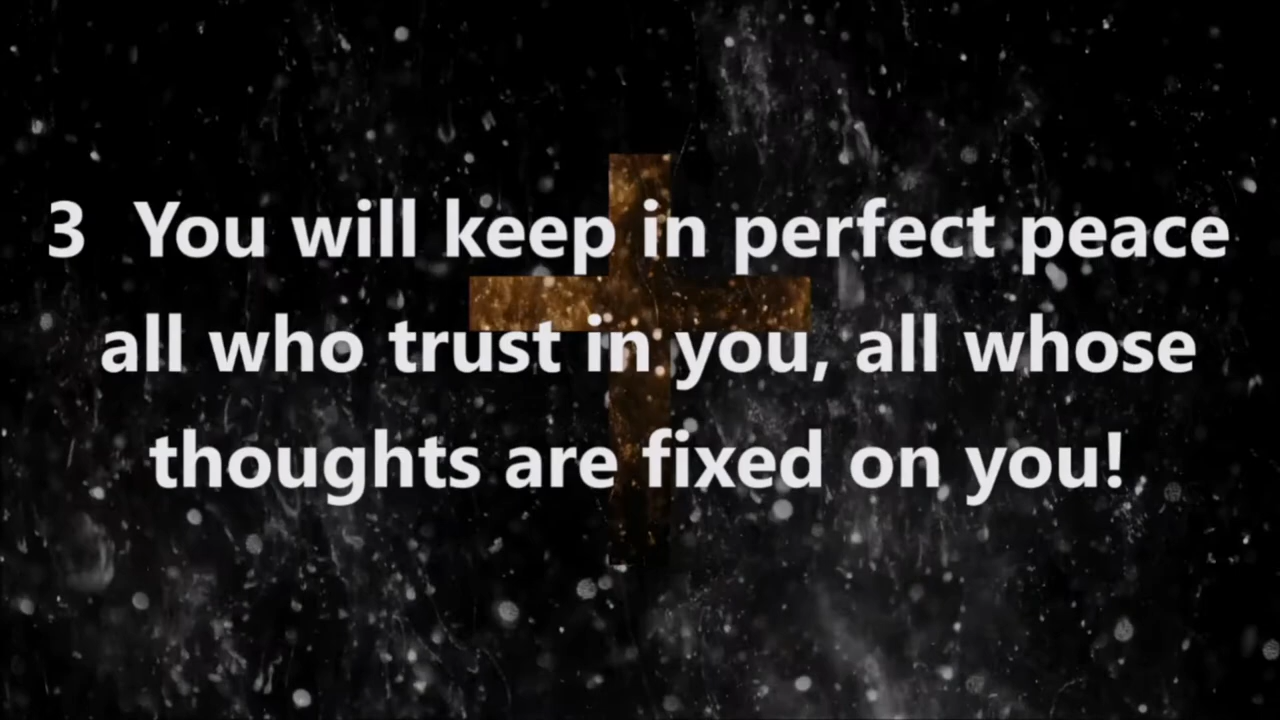 3 You will keep in perfect peace
all who trust in you, all whose
thoughts are fixed on you!